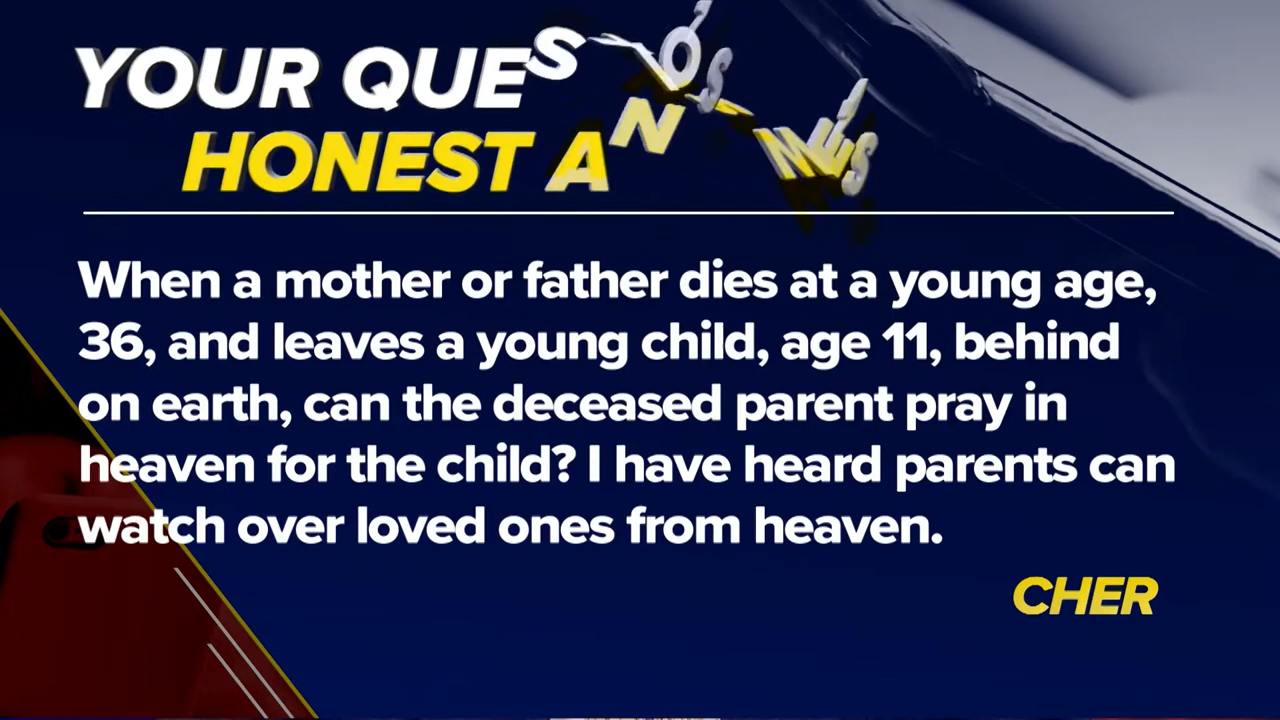 YOUR QUES
HONEST AN
When a mother or father dies at a young age,
36, and leaves a young child, age 11, behind
on earth, can the deceased parent pray in
heaven for the child? I have heard parents can
watch over loved ones from heaven.
CHER